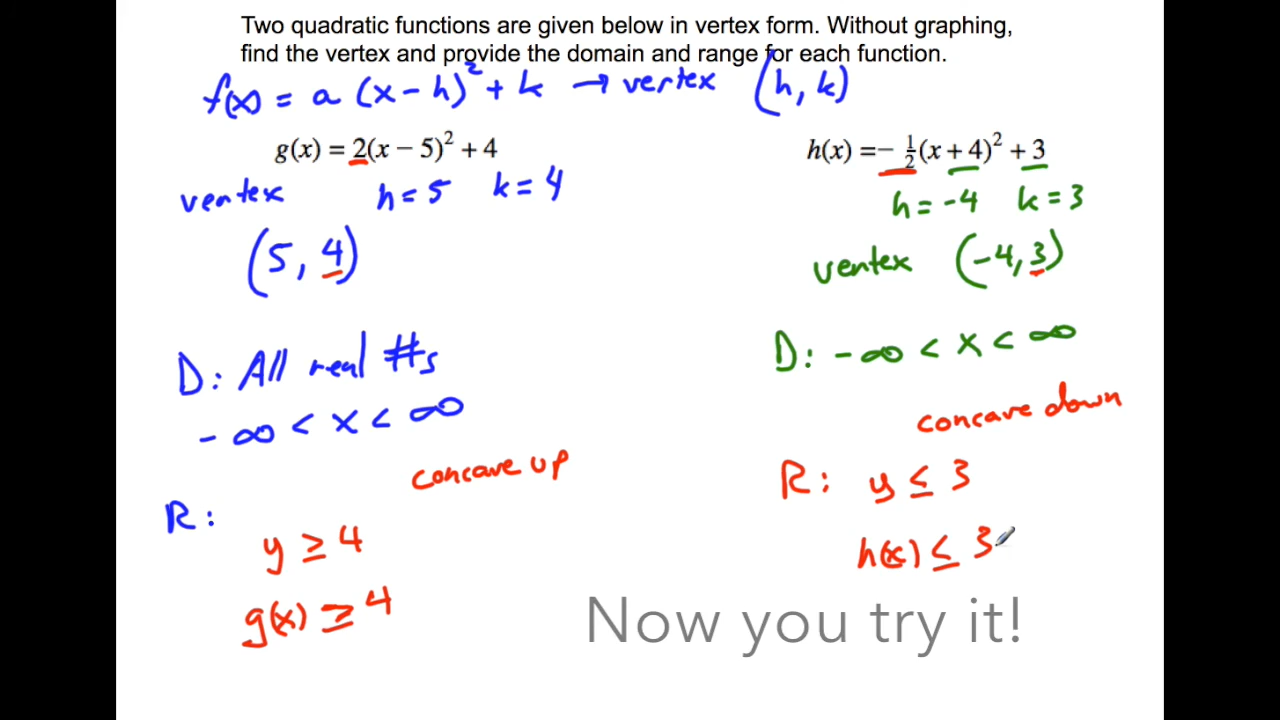 Two quadratic functions are given below in vertex form. Without graphing,
find the vertex and provide the domain and range for each function.
f(x) = a (x-h)² + k → vertex (h, k)
g(x) = 2(x − 5)² + 4
vertex h = 5 k = 4
(5, 4)
D: All real #s
-∞ < x < ∞
concave up
R:
y ≥ 4
g(x) ≥ 4
h(x) =− 1/2(x + 4)² + 3
h = -4 k = 3
vertex (-4, 3)
D: -∞ < x < ∞
concave down
R: y ≤ 3
h(x) ≤ 3
Now you try it!